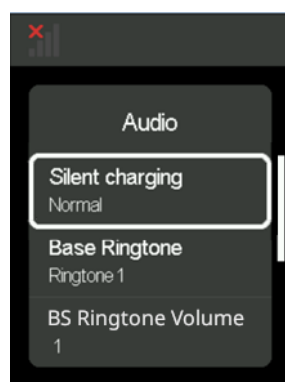 Audio
Silent charging
Normal
Base Ringtone
Ringtone 1
BS Ringtone Volume
1